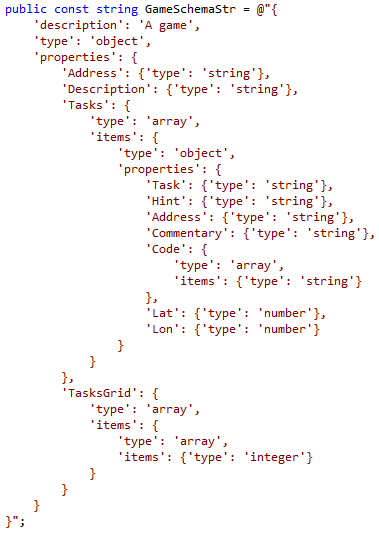 public const string GameSchemaStr = @"{
    'description': 'A game',
    'type': 'object',
    'properties': {
        'Address': {'type': 'string'},
        'Description': {'type': 'string'},
        'Tasks': {
            'type': 'array',
            'items': {
                'type': 'object',
                'properties': {
                    'Task': {'type': 'string'},
                    'Hint': {'type': 'string'},
                    'Address': {'type': 'string'},
                    'Commentary': {'type': 'string'},
                    'Code': {
                        'type': 'array',
                        'items': {'type': 'string'}
                    },
                    'Lat': {'type': 'number'},
                    'Lon': {'type': 'number'}
                }
            }
        },
        'TasksGrid': {
            'type': 'array',
            'items': {
                'type': 'array',
                'items': {'type': 'integer'}
            }
        }
    }
}";